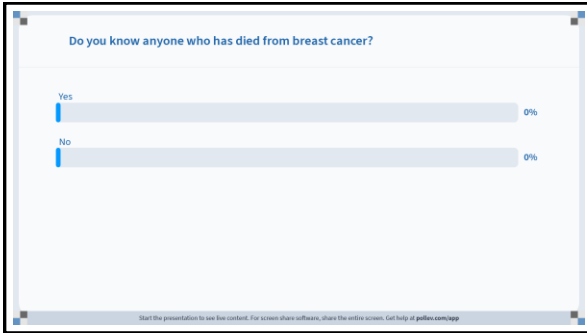 Do you know anyone who has died from breast cancer?
Yes
0%
No
0%
Start the presentation to see live content. For screen share software, share the entire screen. Get help at pollev.com/app